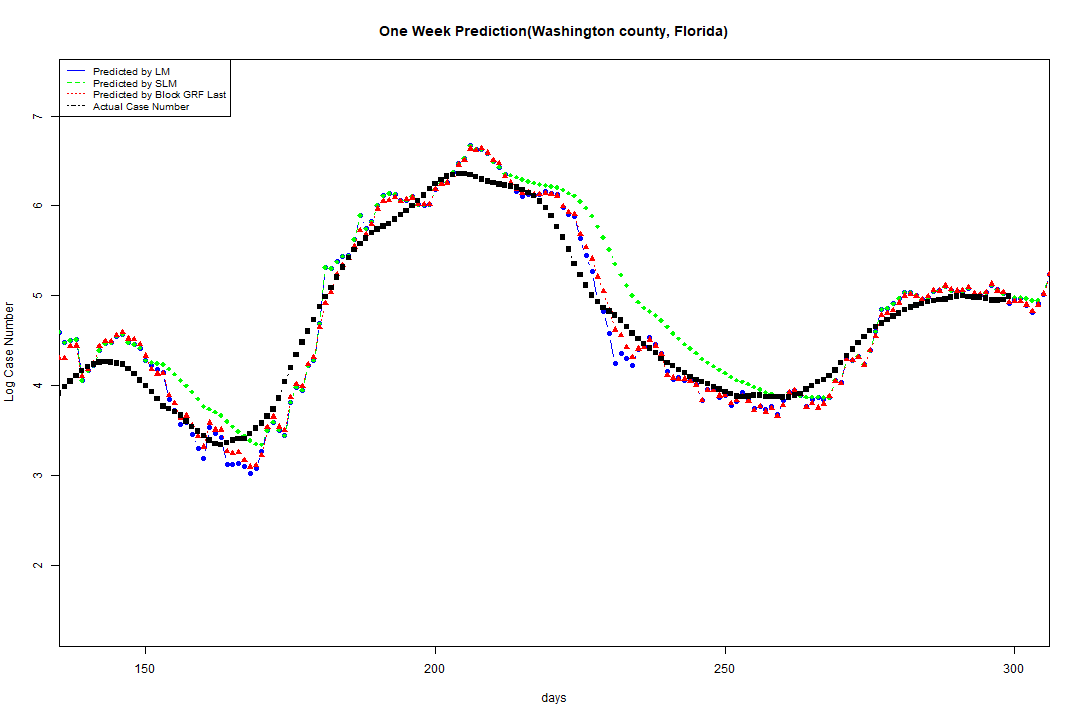 One Week Prediction(Washington county, Florida)
Predicted by LM
Predicted by SLM
Predicted by Block GRF Last
Actual Case Number
7
6
5
4
3
2
Log Case Number
150 200 250 300
days